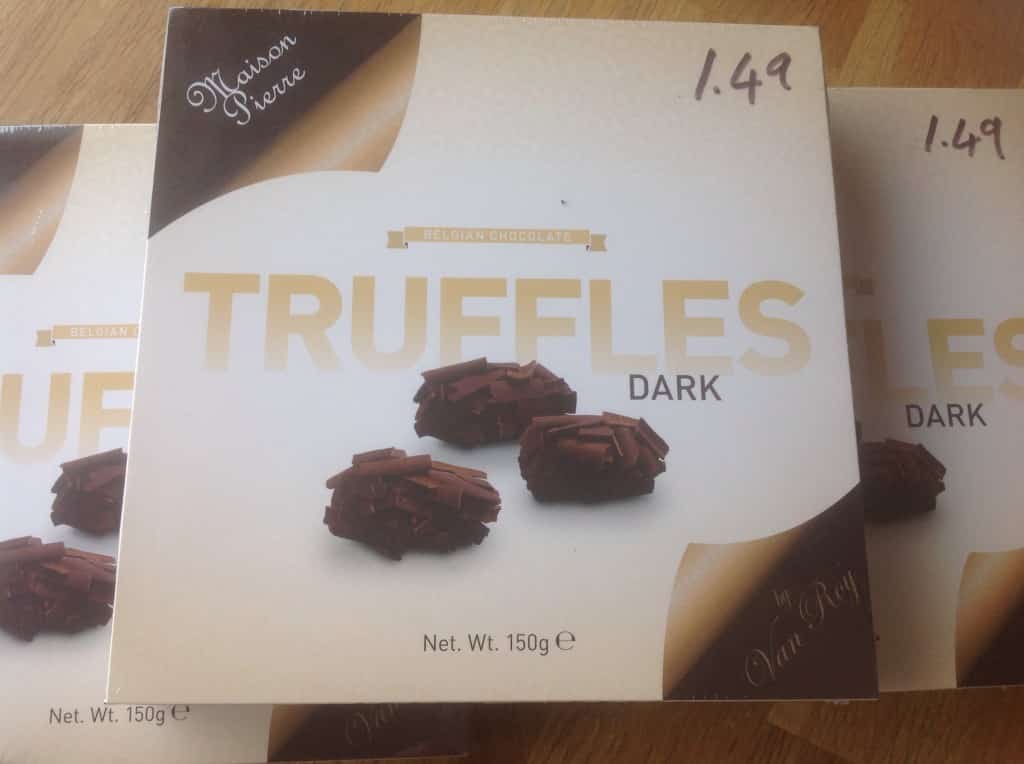 Maison
Pierre
1.49
BELGIAN CHOCOLATE
TRUFFLES
DARK
Net. Wt. 150g ℮
by
Van Roy
BELGIAN C
UF
Net. Wt. 150g ℮
Van
1.49
LES
DARK